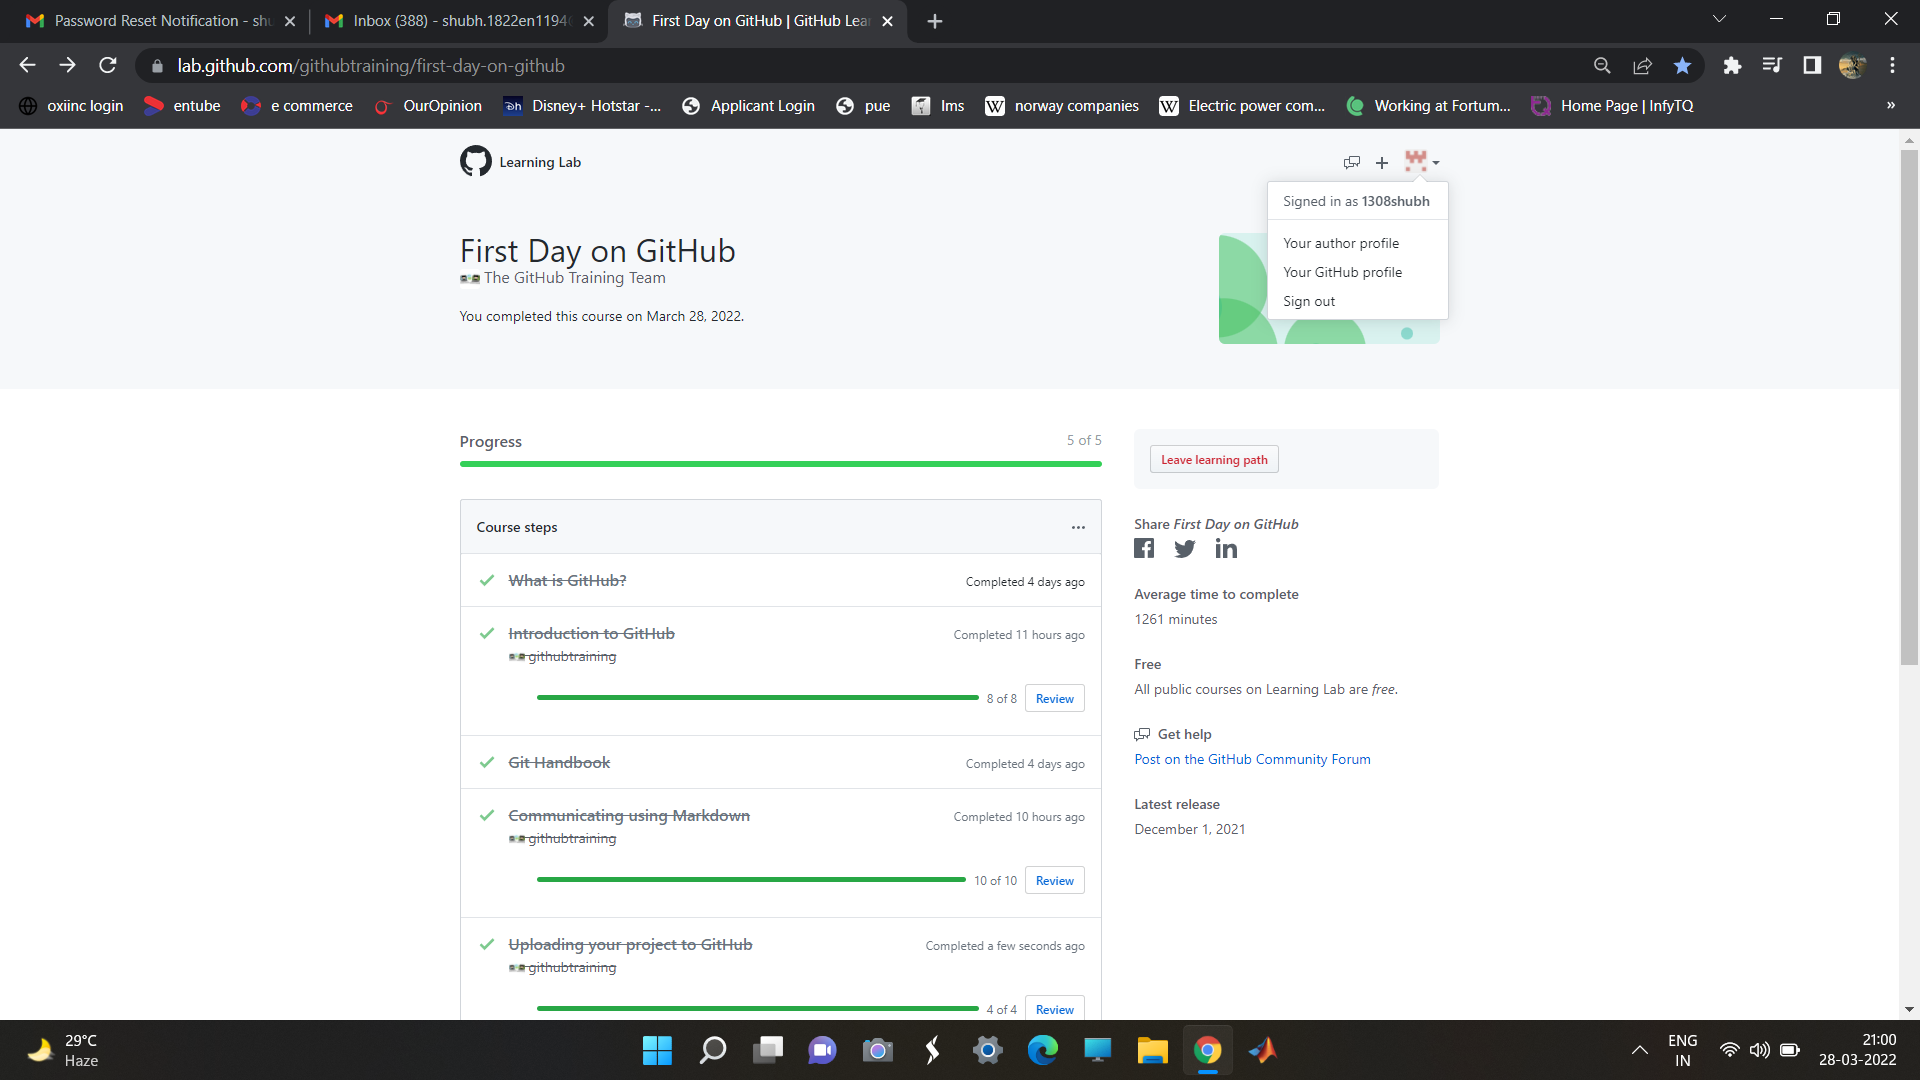 Password Reset Notification - shu
Inbox (388) - shubh.1822en1194
First Day on GitHub | GitHub Lea
lab.github.com/githubtraining/first-day-on-github
oxiinc login
entube
e commerce
OurOpinion
Disney+ Hotstar -...
Applicant Login
pue
lms
norway companies
Electric power com...
Working at Fortum...
Home Page | InfyTQ
»
Learning Lab
Signed in as 1308shubh
Your author profile
Your GitHub profile
Sign out
First Day on GitHub
The GitHub Training Team
You completed this course on March 28, 2022.
Progress
5 of 5
Leave learning path
Course steps
What is GitHub?
Completed 4 days ago
Introduction to GitHub
Completed 11 hours ago
githubtraining
8 of 8
Review
Git Handbook
Completed 4 days ago
Communicating using Markdown
Completed 10 hours ago
githubtraining
10 of 10
Review
Uploading your project to GitHub
Completed a few seconds ago
githubtraining
4 of 4
Review
Share First Day on GitHub
Average time to complete
1261 minutes
Free
All public courses on Learning Lab are free.
Get help
Post on the GitHub Community Forum
Latest release
December 1, 2021
29°C
Haze
ENG
IN
21:00
28-03-2022